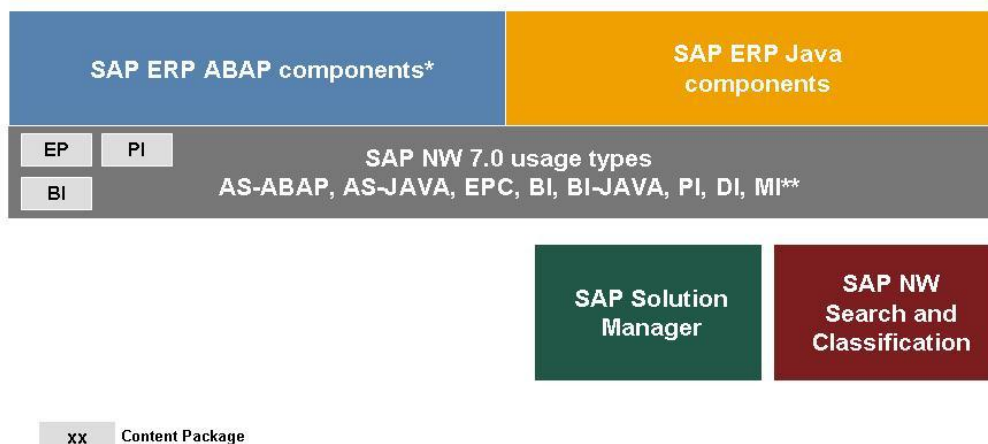 SAP ERP ABAP components*
SAP ERP Java
components
EP
PI
BI
SAP NW 7.0 usage types
AS-ABAP, AS-JAVA, EPC, BI, BI-JAVA, PI, DI, MI**
SAP Solution
Manager
SAP NW
Search and
Classification
xx Content Package